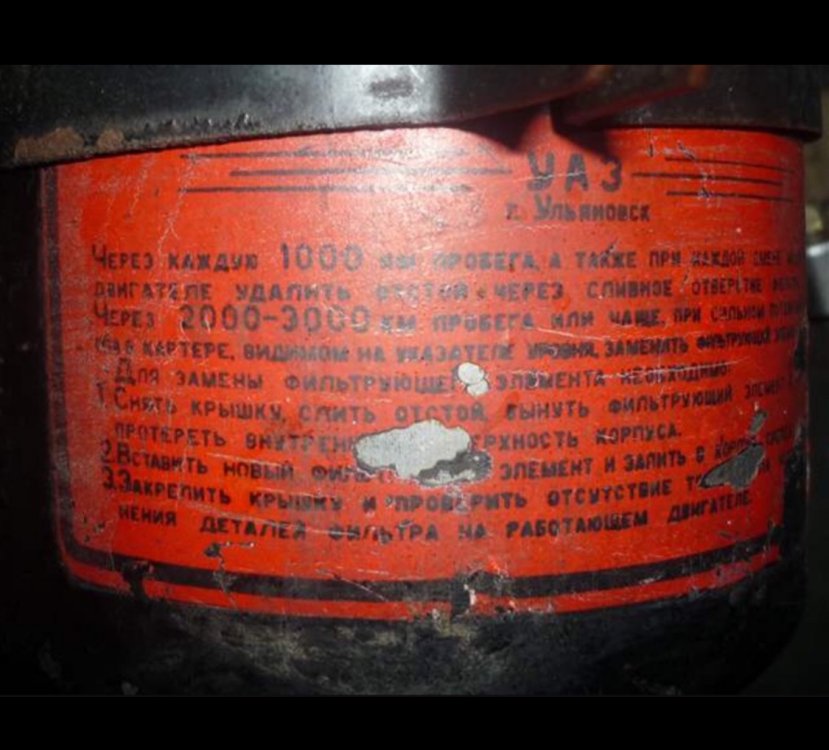 УАЗ
г. Ульяновск
Через каждую 1000 км пробега, а также при каждой смене
двигателе удалить отстой через сливное отверстие
Через 2000-3000 км пробега или чаще, при сильном
картере, видимом на указателе уровня, заменить фильтрующий
Для замены фильтрующего элемента необходимо:
1. Снять крышку, слить отстой, вынуть фильтрующий элемент
протереть внутреннюю поверхность корпуса.
2. Вставить новый элемент и залить в корпус
3. Закрепить крышку и проверить отсутствие
нения деталей фильтра на работающем двигателе.